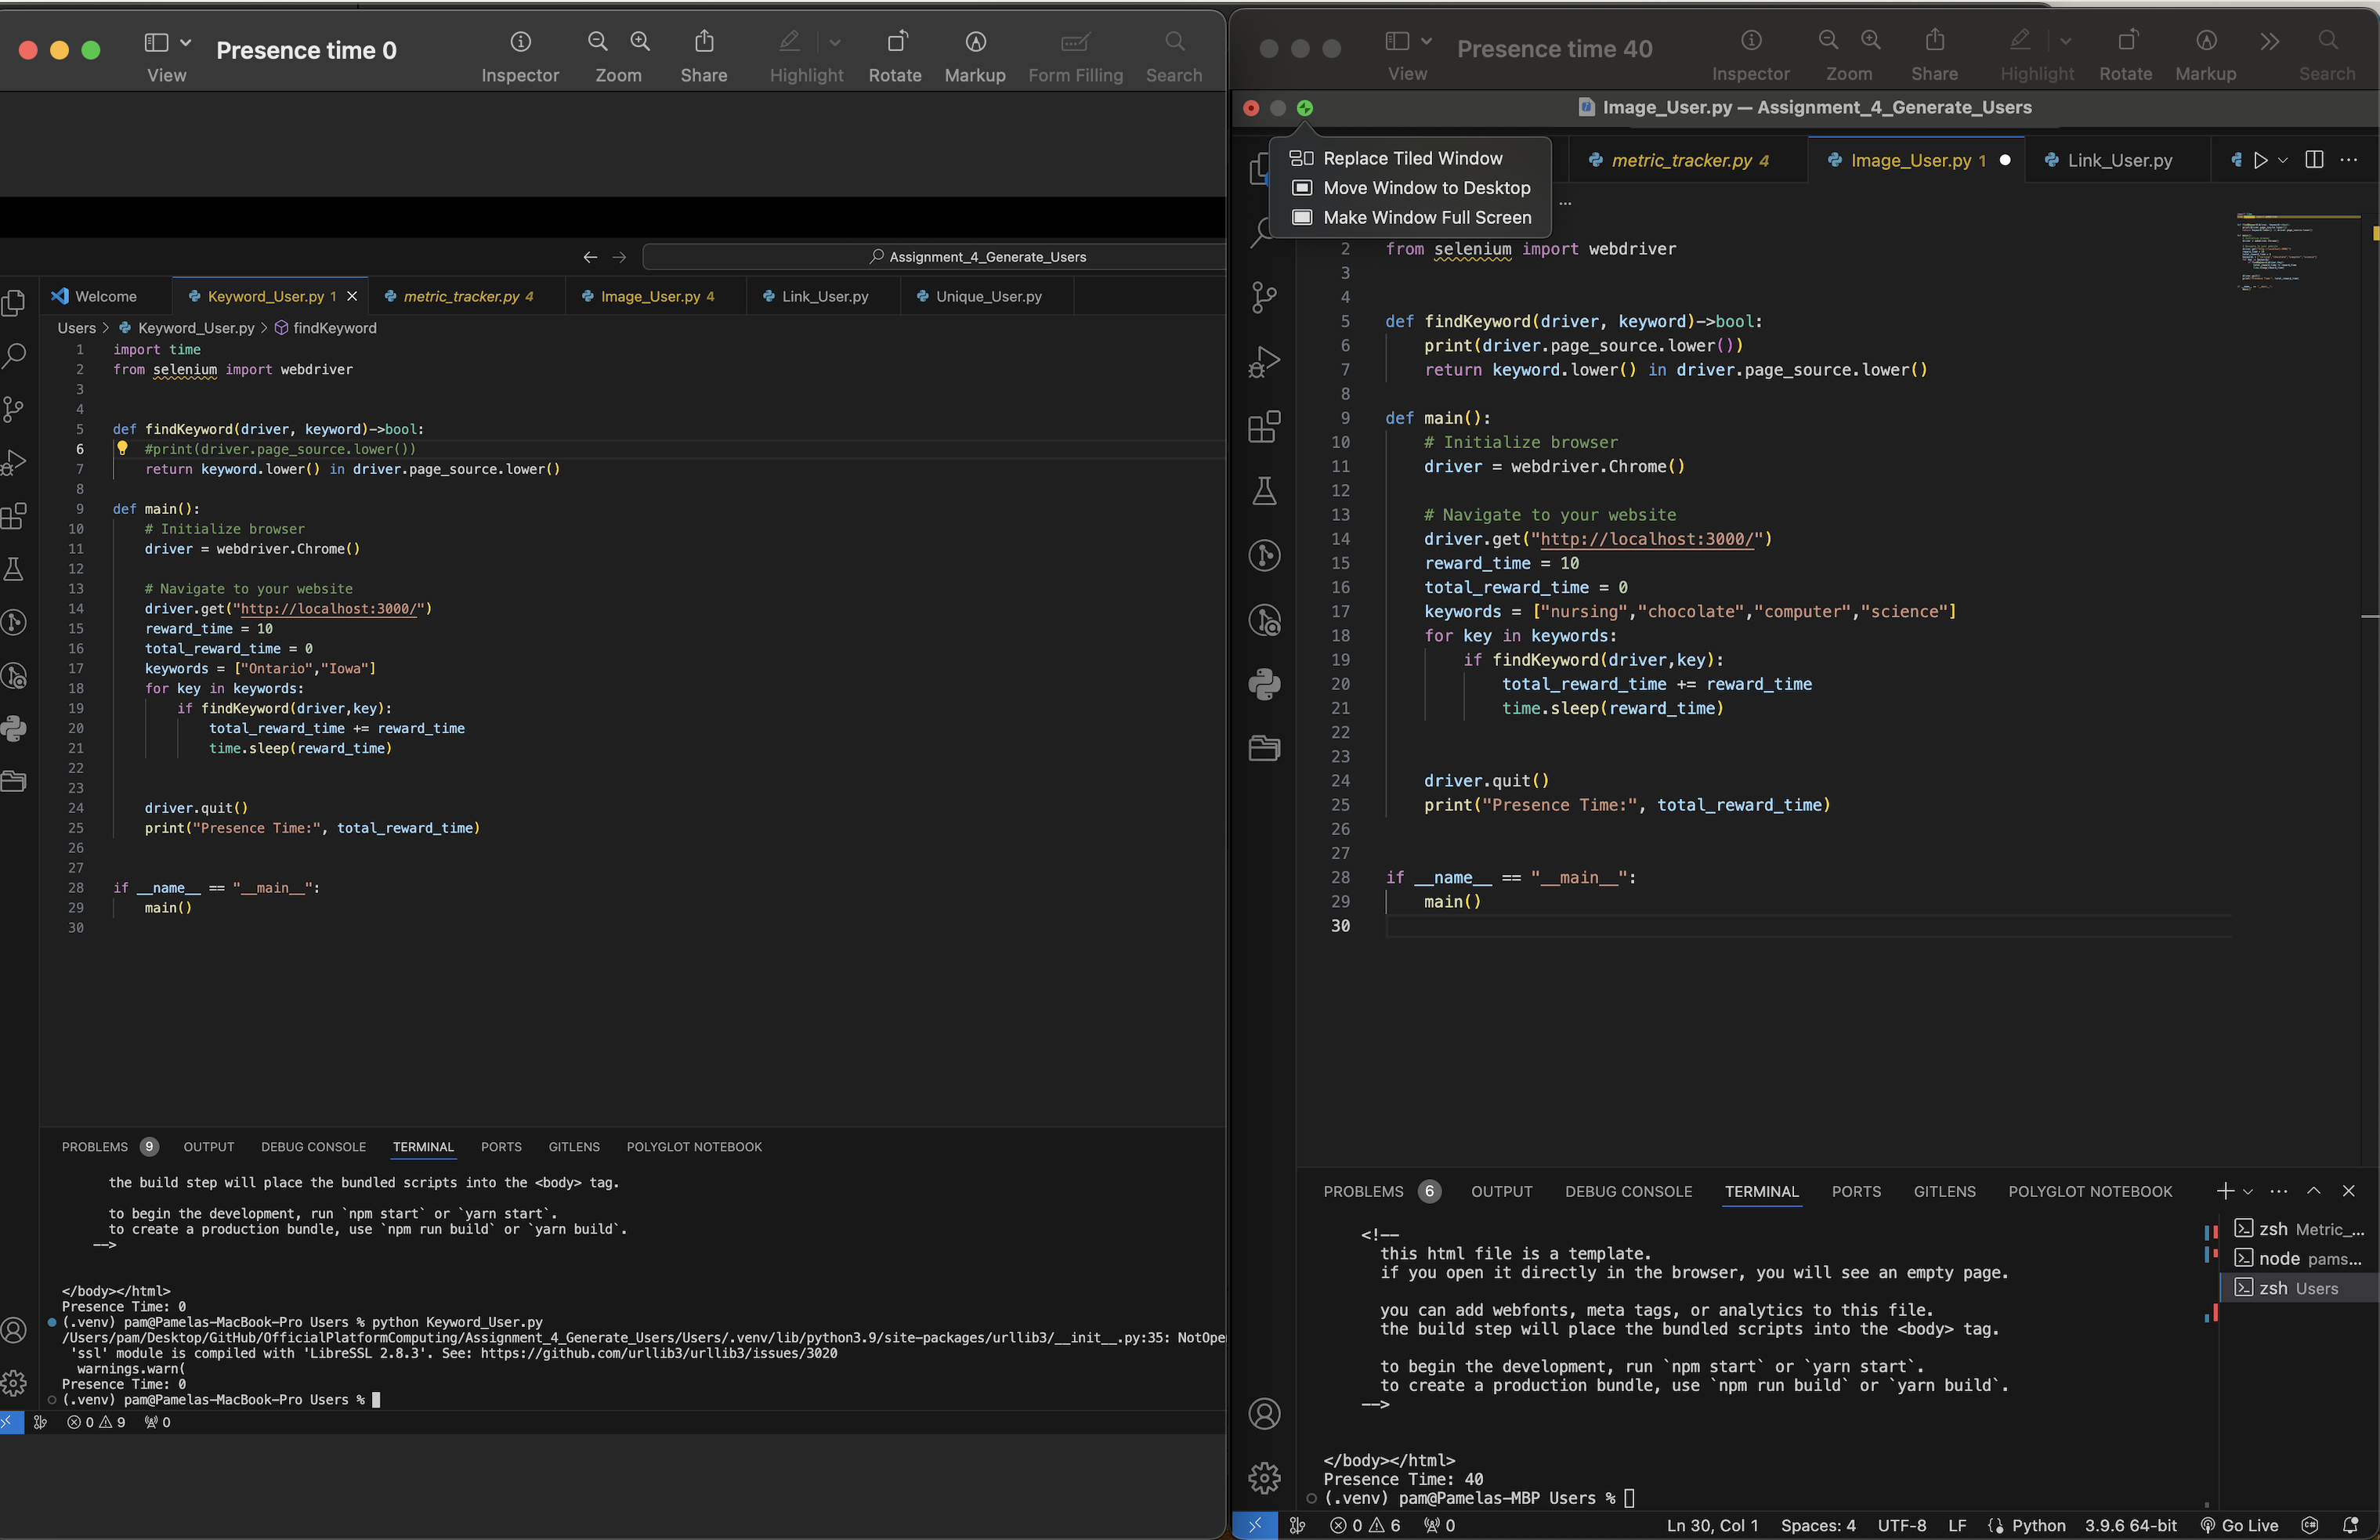 Presence time 0
View
Inspector
Zoom
Share
Highlight
Rotate
Markup
Form Filling
Search
Assignment_4_Generate_Users
Welcome
Keyword_User.py 1
metric_tracker.py 4
Image_User.py 4
Link_User.py
Unique_User.py
Users > Keyword_User.py > findKeyword
1 import time
2 from selenium import webdriver
3
4
5 def findKeyword(driver, keyword)->bool:
6 #print(driver.page_source.lower())
7 return keyword.lower() in driver.page_source.lower()
8
9 def main():
10 # Initialize browser
11 driver = webdriver.Chrome()
12
13 # Navigate to your website
14 driver.get("http://localhost:3000/")
15 reward_time = 10
16 total_reward_time = 0
17 keywords = ["Ontario","Iowa"]
18 for key in keywords:
19 if findKeyword(driver,key):
20 total_reward_time += reward_time
21 time.sleep(reward_time)
22
23
24 driver.quit()
25 print("Presence Time:", total_reward_time)
26
27
28 if __name__ == "__main__":
29 main()
30
PROBLEMS 9 OUTPUT DEBUG CONSOLE TERMINAL PORTS GITLENS POLYGLOT NOTEBOOK
the build step will place the bundled scripts into the <body> tag.
to begin the development, run `npm start` or `yarn start`.
to create a production bundle, use `npm run build` or `yarn build`.
-->
</body></html>
Presence Time: 0
(.venv) pam@Pamelas-MacBook-Pro Users % python Keyword_User.py
/Users/pam/Desktop/GitHub/OfficialPlatformComputing/Assignment_4_Generate_Users/Users/.venv/lib/python3.9/site-packages/urllib3/__init__.py:35: NotOpe
'ssl' module is compiled with 'LibreSSL 2.8.3'. See: https://github.com/urllib3/urllib3/issues/3020
warnings.warn(
Presence Time: 0
(.venv) pam@Pamelas-MacBook-Pro Users %
0 9 0
Presence time 40
View
Inspector
Zoom
Share
Highlight
Rotate
Markup
Search
Image_User.py — Assignment_4_Generate_Users
Replace Tiled Window
Move Window to Desktop
Make Window Full Screen
metric_tracker.py 4
Image_User.py 1
Link_User.py
...
2 from selenium import webdriver
3
4
5 def findKeyword(driver, keyword)->bool:
6 print(driver.page_source.lower())
7 return keyword.lower() in driver.page_source.lower()
8
9 def main():
10 # Initialize browser
11 driver = webdriver.Chrome()
12
13 # Navigate to your website
14 driver.get("http://localhost:3000/")
15 reward_time = 10
16 total_reward_time = 0
17 keywords = ["nursing","chocolate","computer","science"]
18 for key in keywords:
19 if findKeyword(driver,key):
20 total_reward_time += reward_time
21 time.sleep(reward_time)
22
23
24 driver.quit()
25 print("Presence Time:", total_reward_time)
26
27
28 if __name__ == "__main__":
29 main()
30
PROBLEMS 6 OUTPUT DEBUG CONSOLE TERMINAL PORTS GITLENS POLYGLOT NOTEBOOK
<!--
this html file is a template.
if you open it directly in the browser, you will see an empty page.
you can add webfonts, meta tags, or analytics to this file.
the build step will place the bundled scripts into the <body> tag.
to begin the development, run `npm start` or `yarn start`.
to create a production bundle, use `npm run build` or `yarn build`.
-->
</body></html>
Presence Time: 40
(.venv) pam@Pamelas-MBP Users %
zsh Metric_...
node pams...
zsh Users
0 6 0
Ln 30, Col 1 Spaces: 4 UTF-8 LF {} Python 3.9.6 64-bit Go Live